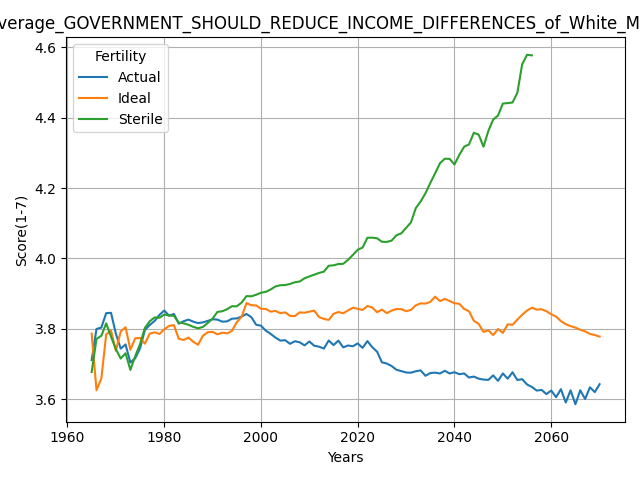 verage_GOVERNMENT_SHOULD_REDUCE_INCOME_DIFFERENCES_of_White_M
Fertility
Actual
Ideal
Sterile
Score(1-7)
4.6
4.4
4.2
4.0
3.8
3.6
1960 1980 2000 2020 2040 2060
Years